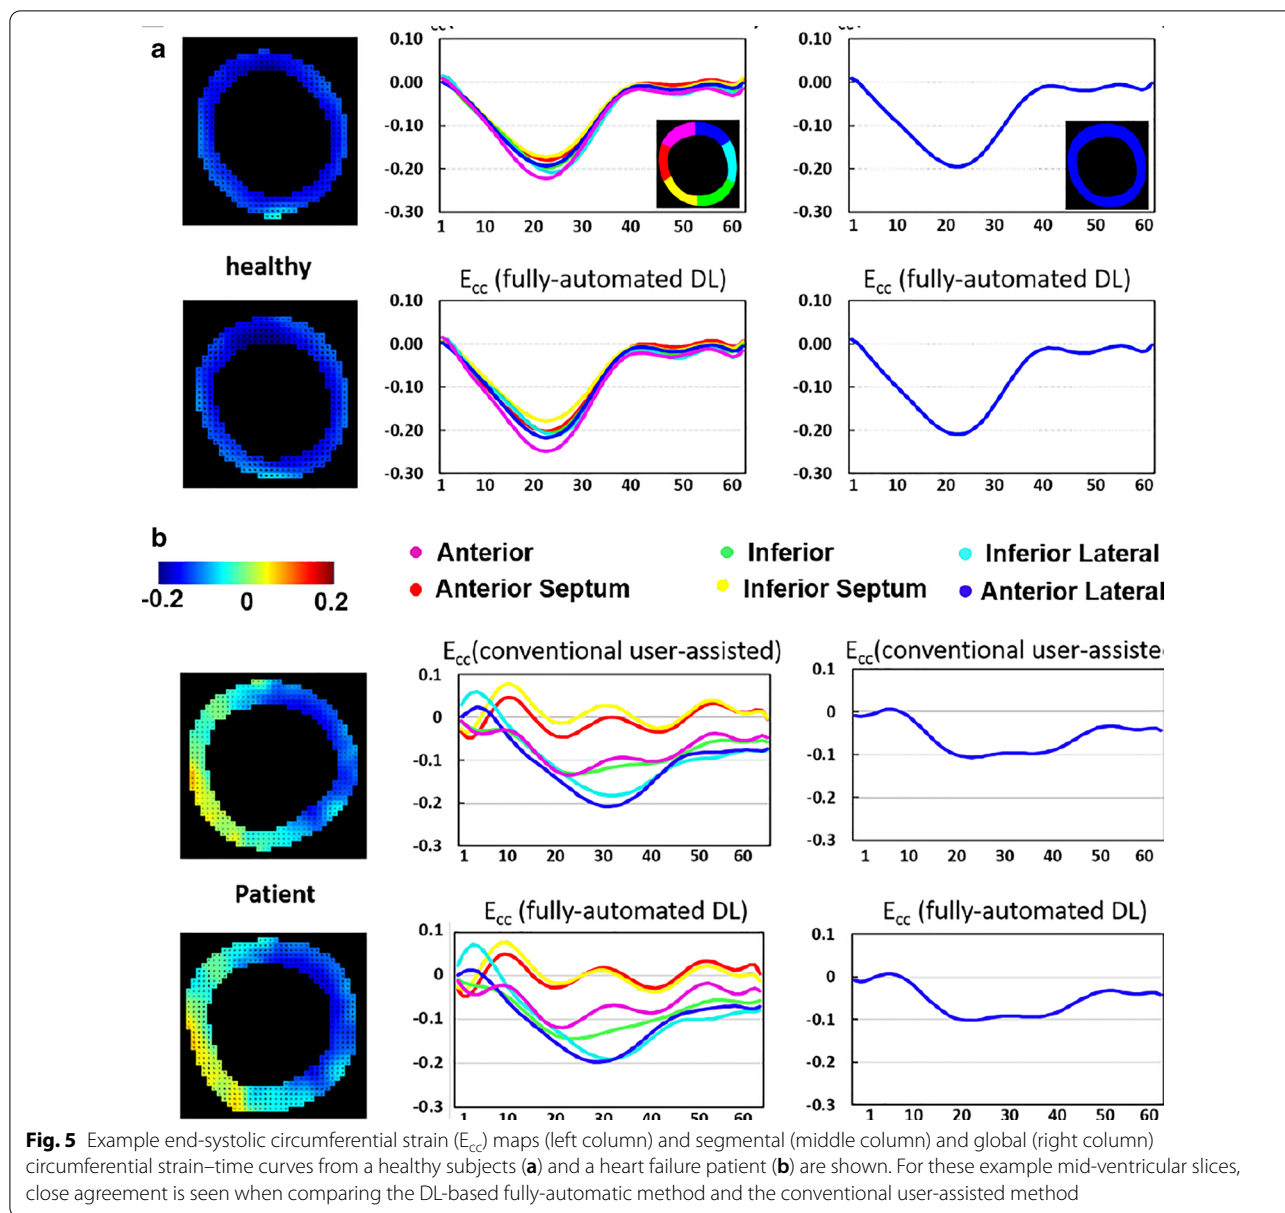 a
0.10
0.00
-0.10
-0.20
-0.30
1 10 20 30 40 50 60
0.10
0.00
-0.10
-0.20
-0.30
1 10 20 30 40 50 60
healthy
Ecc (fully-automated DL)
0.10
0.00
-0.10
-0.20
-0.30
1 10 20 30 40 50 60
Ecc (fully-automated DL)
0.10
0.00
-0.10
-0.20
-0.30
1 10 20 30 40 50 60
b
-0.2 0 0.2
Anterior Inferior Inferior Lateral
Anterior Septum Inferior Septum Anterior Lateral
Ecc(conventional user-assisted)
0.1
0
-0.1
-0.2
-0.3
1 10 20 30 40 50 60
Ecc(conventional user-assisted
0.1
0
-0.1
-0.2
-0.3
1 10 20 30 40 50 60
Patient
Ecc (fully-automated DL)
0.1
0
-0.1
-0.2
-0.3
1 10 20 30 40 50 60
Ecc (fully-automated DL)
0.1
0
-0.1
-0.2
-0.3
1 10 20 30 40 50 60
Fig. 5 Example end-systolic circumferential strain (Ecc) maps (left column) and segmental (middle column) and global (right column)
circumferential strain–time curves from a healthy subjects (a) and a heart failure patient (b) are shown. For these example mid-ventricular slices,
close agreement is seen when comparing the DL-based fully-automatic method and the conventional user-assisted method